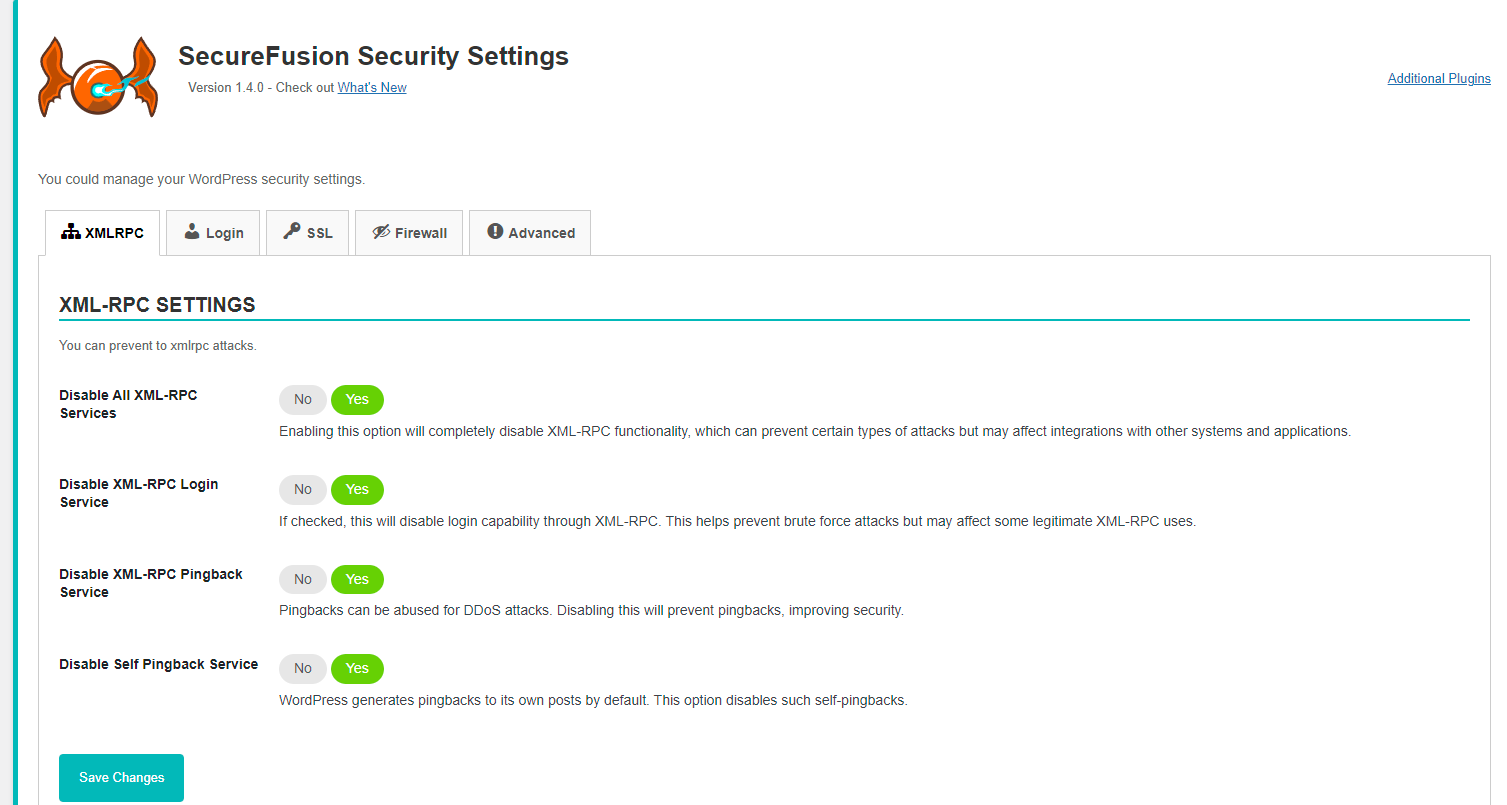 SecureFusion Security Settings
Version 1.4.0 - Check out What's New
Additional Plugins
You could manage your WordPress security settings.
XMLRPC
Login
SSL
Firewall
Advanced
XML-RPC SETTINGS
You can prevent to xmlrpc attacks.
Disable All XML-RPC
Services
No
Yes
Enabling this option will completely disable XML-RPC functionality, which can prevent certain types of attacks but may affect integrations with other systems and applications.
Disable XML-RPC Login
Service
No
Yes
If checked, this will disable login capability through XML-RPC. This helps prevent brute force attacks but may affect some legitimate XML-RPC uses.
Disable XML-RPC Pingback
Service
No
Yes
Pingbacks can be abused for DDoS attacks. Disabling this will prevent pingbacks, improving security.
Disable Self Pingback Service
No
Yes
WordPress generates pingbacks to its own posts by default. This option disables such self-pingbacks.
Save Changes